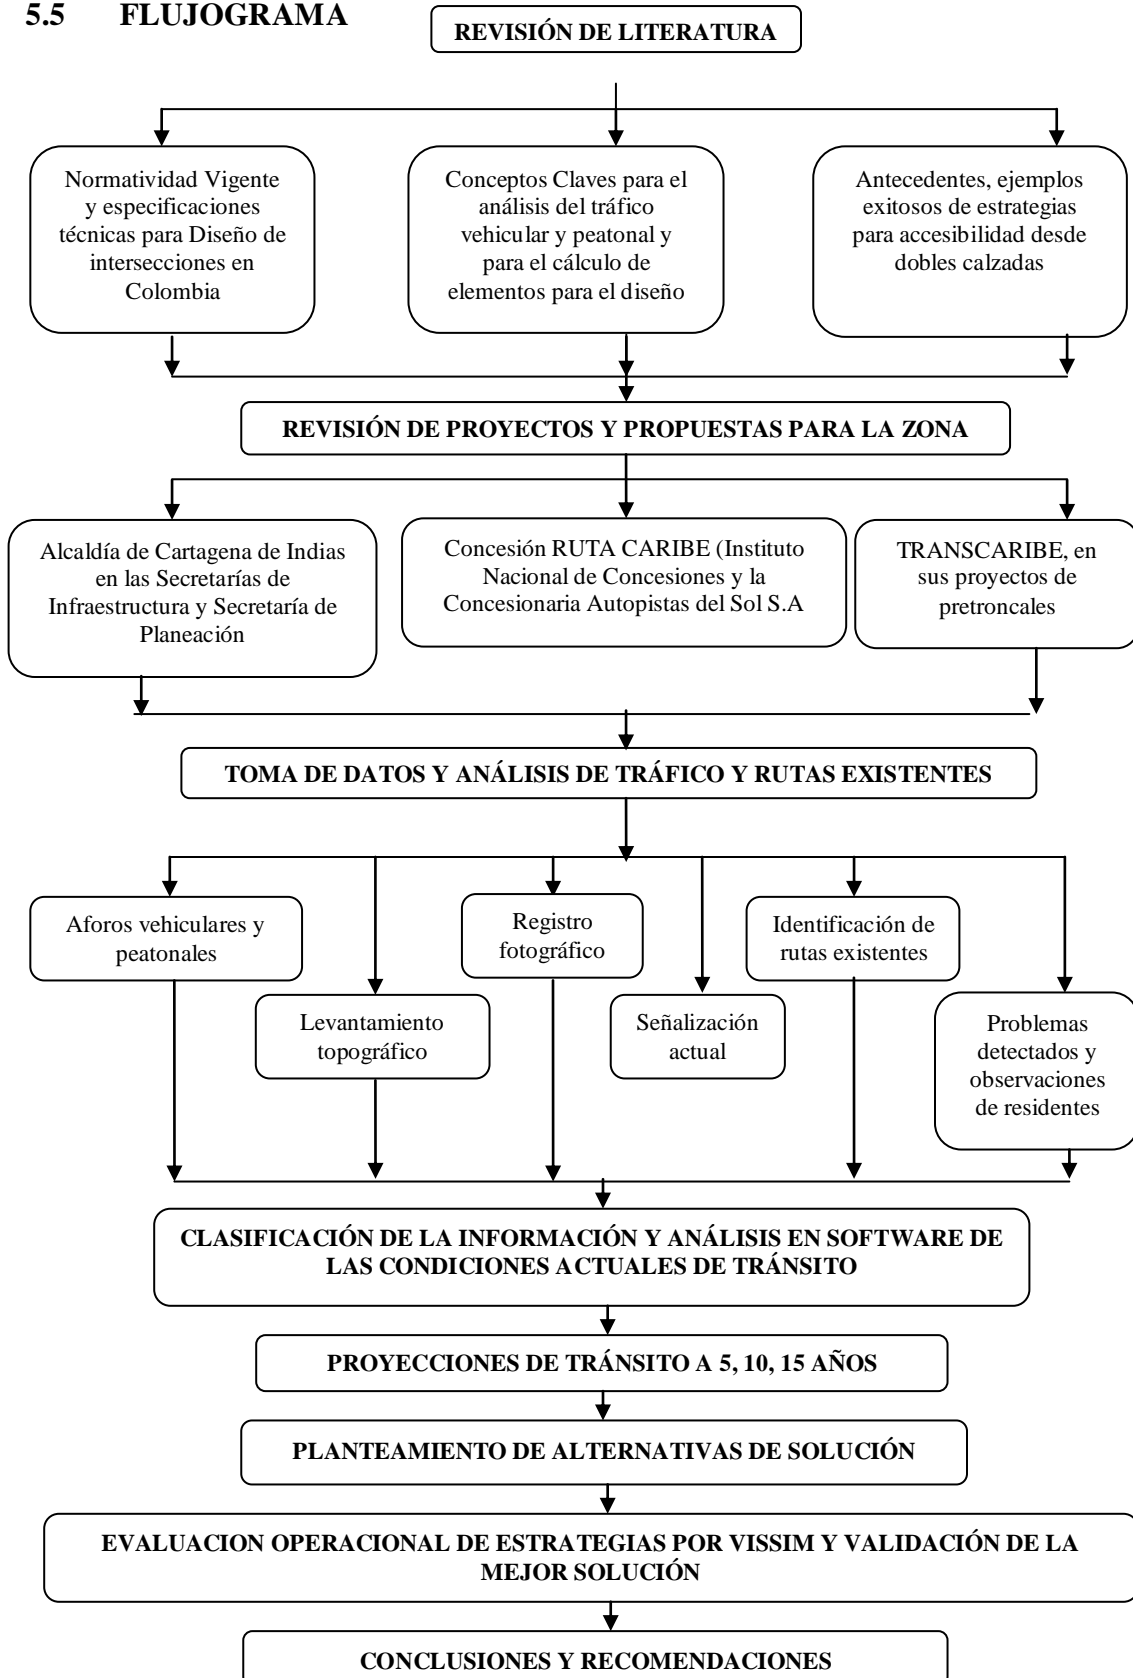 5.5 FLUJOGRAMA
REVISIÓN DE LITERATURA
Normatividad Vigente
y especificaciones
técnicas para Diseño de
intersecciones en
Colombia
Conceptos Claves para el
análisis del tráfico
vehicular y peatonal y
para el cálculo de
elementos para el diseño
Antecedentes, ejemplos
exitosos de estrategias
para accesibilidad desde
dobles calzadas
REVISIÓN DE PROYECTOS Y PROPUESTAS PARA LA ZONA
Alcaldía de Cartagena de Indias
en las Secretarías de
Infraestructura y Secretaría de
Planeación
Concesión RUTA CARIBE (Instituto
Nacional de Concesiones y la
Concesionaria Autopistas del Sol S.A
TRANSCARIBE, en
sus proyectos de
pretroncales
TOMA DE DATOS Y ANÁLISIS DE TRÁFICO Y RUTAS EXISTENTES
Aforos vehiculares y
peatonales
Levantamiento
topográfico
Registro
fotográfico
Señalización
actual
Identificación de
rutas existentes
Problemas
detectados y
observaciones
de residentes
CLASIFICACIÓN DE LA INFORMACIÓN Y ANÁLISIS EN SOFTWARE DE
LAS CONDICIONES ACTUALES DE TRÁNSITO
PROYECCIONES DE TRÁNSITO A 5, 10, 15 AÑOS
PLANTEAMIENTO DE ALTERNATIVAS DE SOLUCIÓN
EVALUACION OPERACIONAL DE ESTRATEGIAS POR VISSIM Y VALIDACIÓN DE LA
MEJOR SOLUCIÓN
CONCLUSIONES Y RECOMENDACIONES